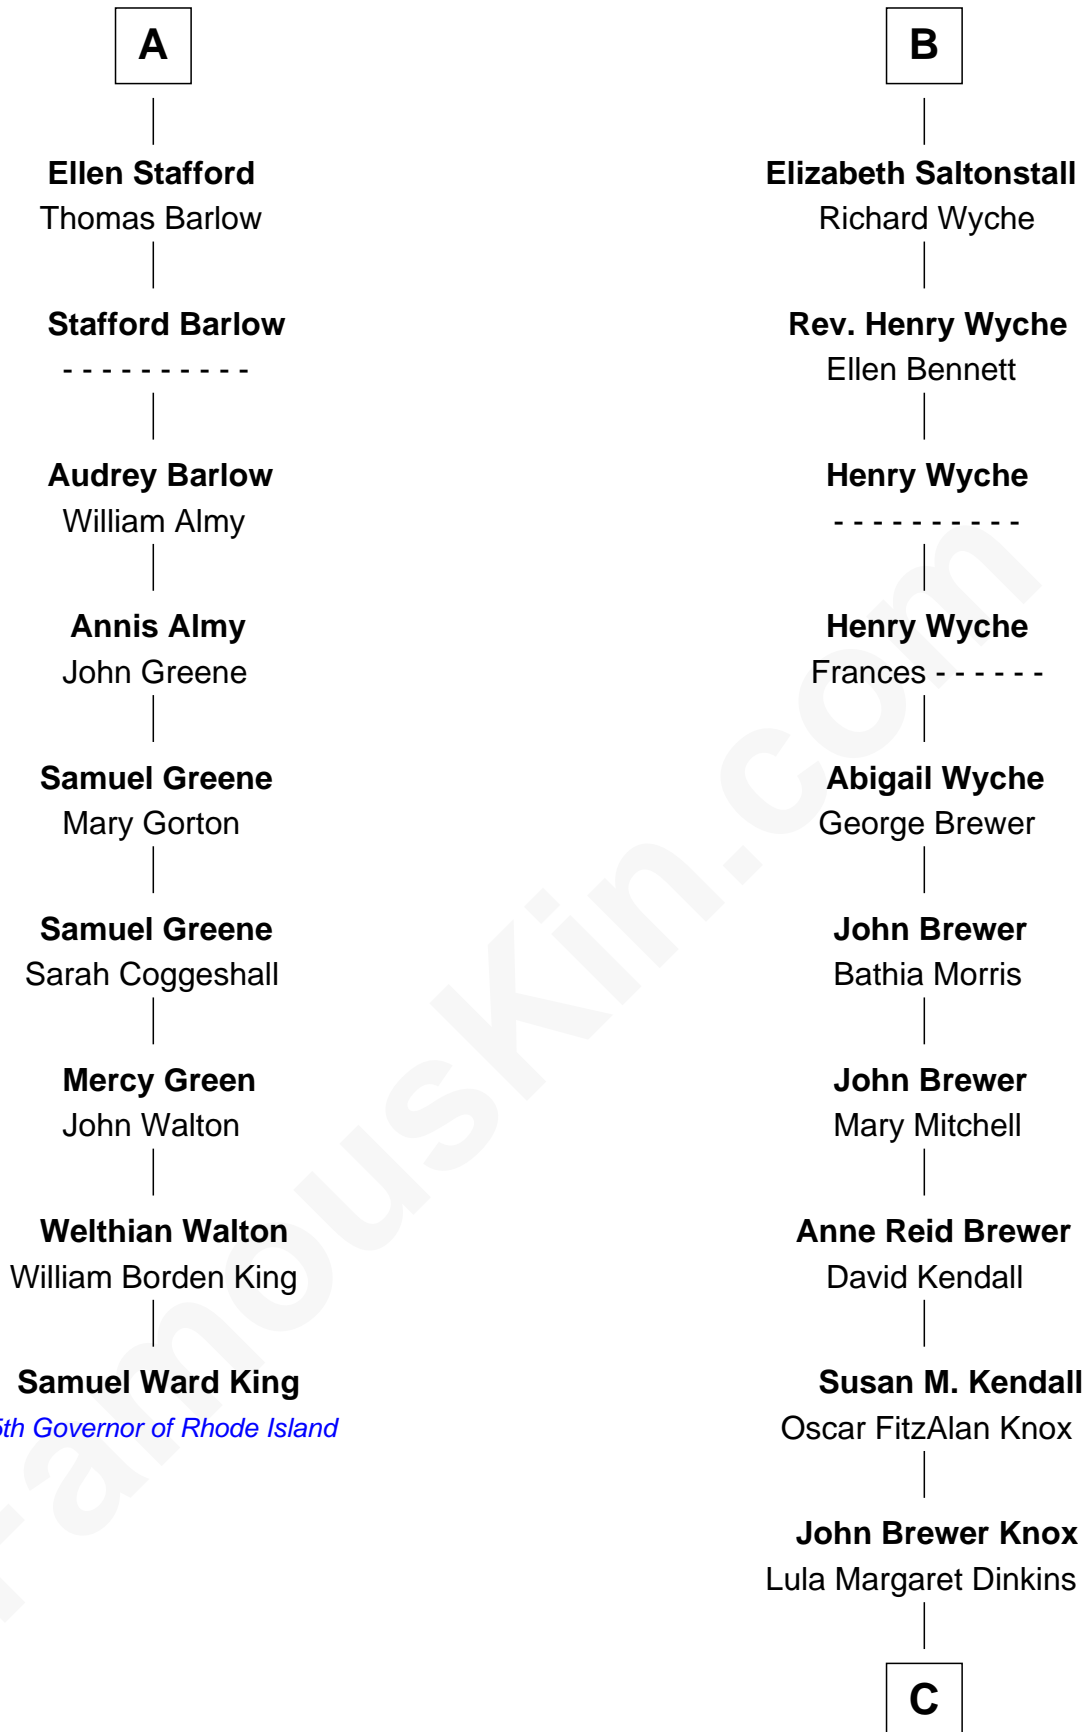 A
Ellen Stafford
Thomas Barlow
Stafford Barlow
- - - - - - - - - -
Audrey Barlow
William Almy
Annis Almy
John Greene
Samuel Greene
Mary Gorton
Samuel Greene
Sarah Coggeshall
Mercy Green
John Walton
Welthian Walton
William Borden King
Samuel Ward King
5th Governor of Rhode Island
B
Elizabeth Saltonstall
Richard Wyche
Rev. Henry Wyche
Ellen Bennett
Henry Wyche
- - - - - - - - - -
Henry Wyche
Frances - - - - - -
Abigail Wyche
George Brewer
John Brewer
Bathia Morris
John Brewer
Mary Mitchell
Anne Reid Brewer
David Kendall
Susan M. Kendall
Oscar FitzAlan Knox
John Brewer Knox
Lula Margaret Dinkins
C
FamousKin.com